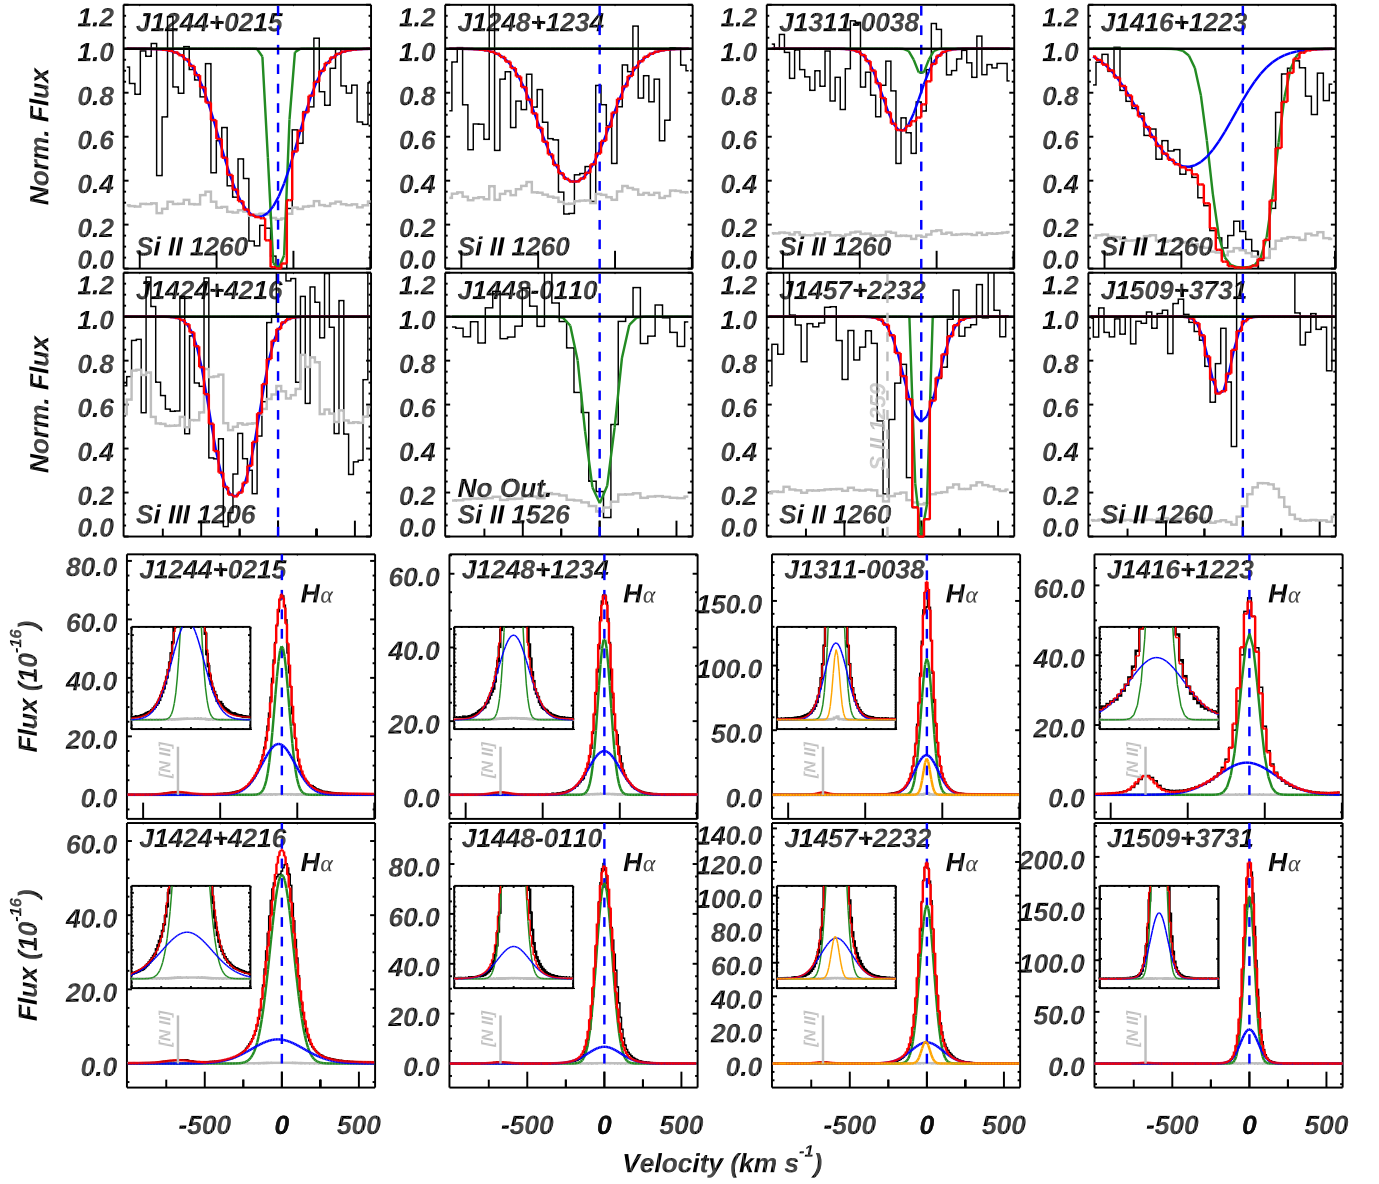 J1244+0215 J1248+1234 J1311-0038 J1416+1223
1.2 1.2 1.2 1.2
1.0 1.0 1.0 1.0
0.8 0.8 0.8 0.8
0.6 0.6 0.6 0.6
0.4 0.4 0.4 0.4
0.2 0.2 0.2 0.2
0.0 0.0 0.0 0.0
Norm. Flux
Si II 1260 Si II 1260 Si II 1260 Si II 1260
J1424+4216 J1448-0110 J1457+2232 J1509+3731
1.2 1.2 1.2 1.2
1.0 1.0 1.0 1.0
0.8 0.8 0.8 0.8
0.6 0.6 0.6 0.6
0.4 0.4 0.4 0.4
0.2 0.2 0.2 0.2
0.0 0.0 0.0 0.0
Norm. Flux
S II 1259
No Out.
Si III 1206 Si II 1526 Si II 1260 Si II 1260
J1244+0215 J1248+1234 J1311-0038 J1416+1223
Hα Hα Hα Hα
80.0 60.0 150.0 60.0
60.0 40.0 100.0 40.0
40.0 20.0 50.0 20.0
20.0 0.0 0.0 0.0
0.0
Flux (10-16)
[N II] [N II] [N II] [N II]
J1424+4216 J1448-0110 J1457+2232 J1509+3731
Hα Hα Hα Hα
60.0 80.0 140.0 200.0
40.0 60.0 120.0 150.0
20.0 40.0 100.0 100.0
0.0 20.0 80.0 50.0
0.0 60.0 0.0
40.0
20.0
0.0
Flux (10-16)
[N II] [N II] [N II] [N II]
-500 0 500 -500 0 500 -500 0 500 -500 0 500
Velocity (km s-1)